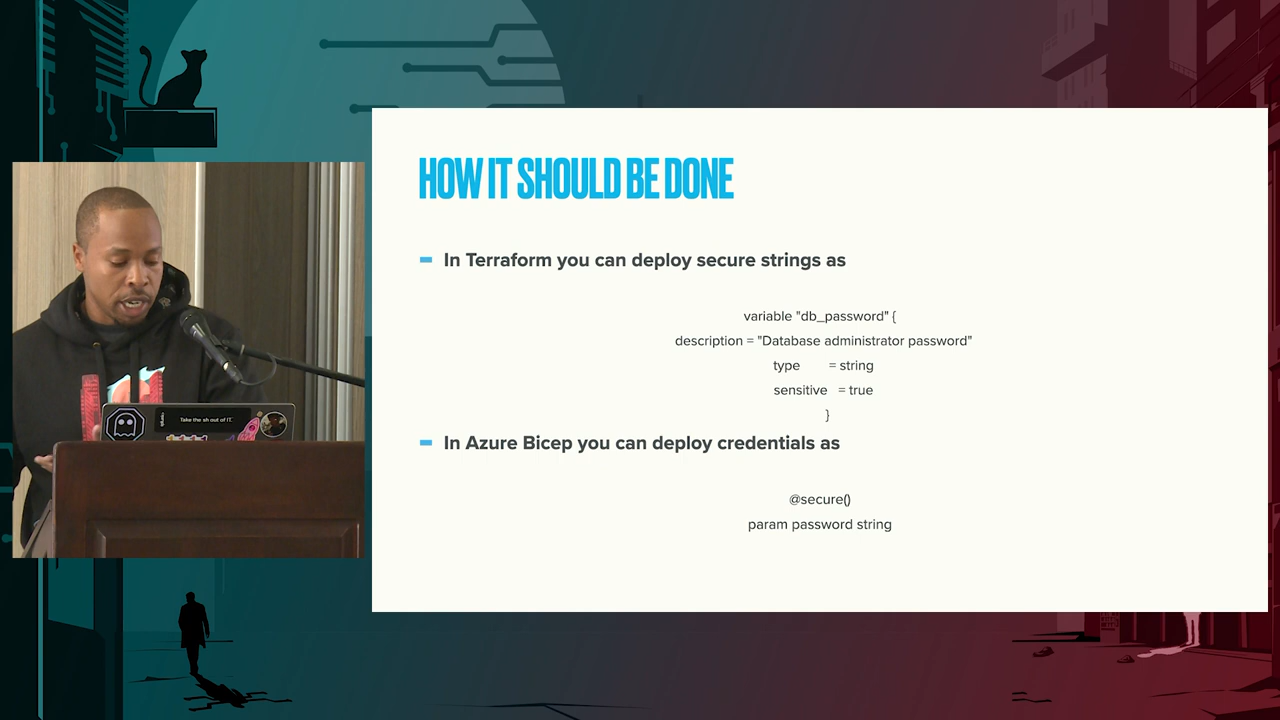 HOW IT SHOULD BE DONE
In Terraform you can deploy secure strings as
variable "db_password" {
description = "Database administrator password"
type = string
sensitive = true
}
In Azure Bicep you can deploy credentials as
@secure()
param password string
Take the sh out of IT.